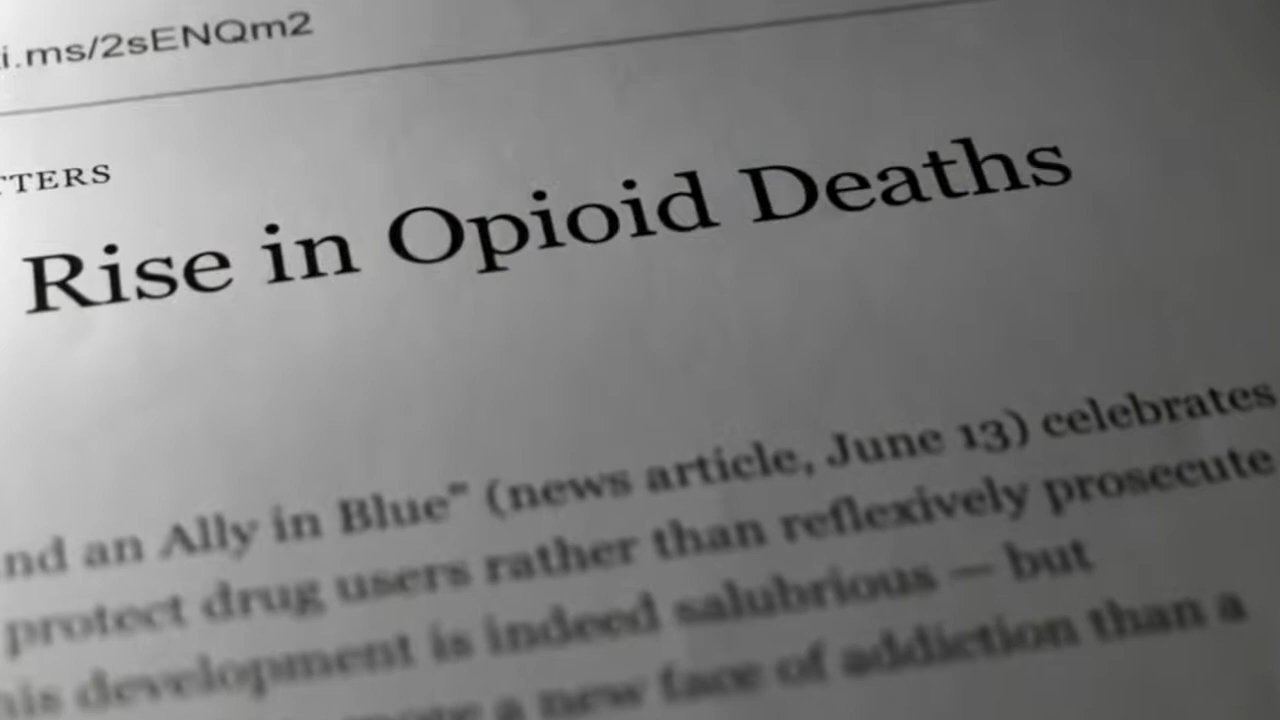 i.ms/2sENQm2
TTERS
Rise in Opioid Deaths
nd an Ally in Blue” (news article, June 13) celebrates
protect drug users rather than reflexively prosecute
his development is indeed salubrious — but
a new face of addiction than a